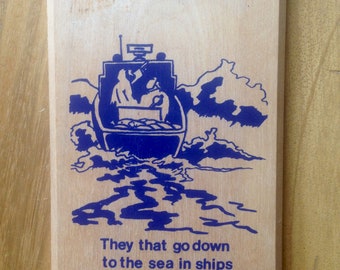 They that go down
to the sea in ships